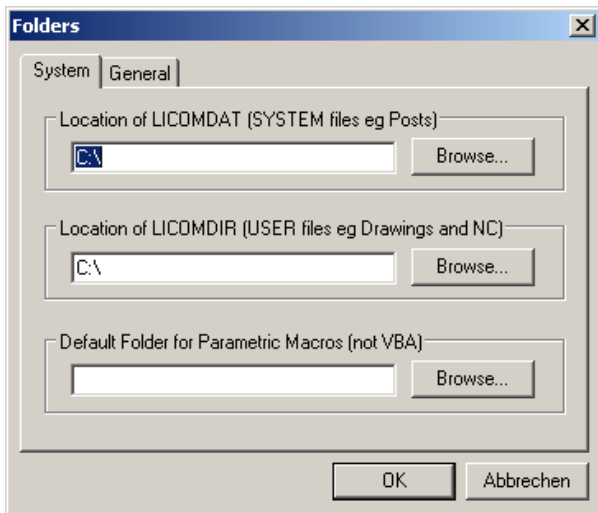 Folders
System General
Location of LICOMDAT (SYSTEM files eg Posts)
C:\ Browse...
Location of LICOMDIR (USER files eg Drawings and NC)
C:\ Browse...
Default Folder for Parametric Macros (not VBA)
Browse...
OK Abbrechen